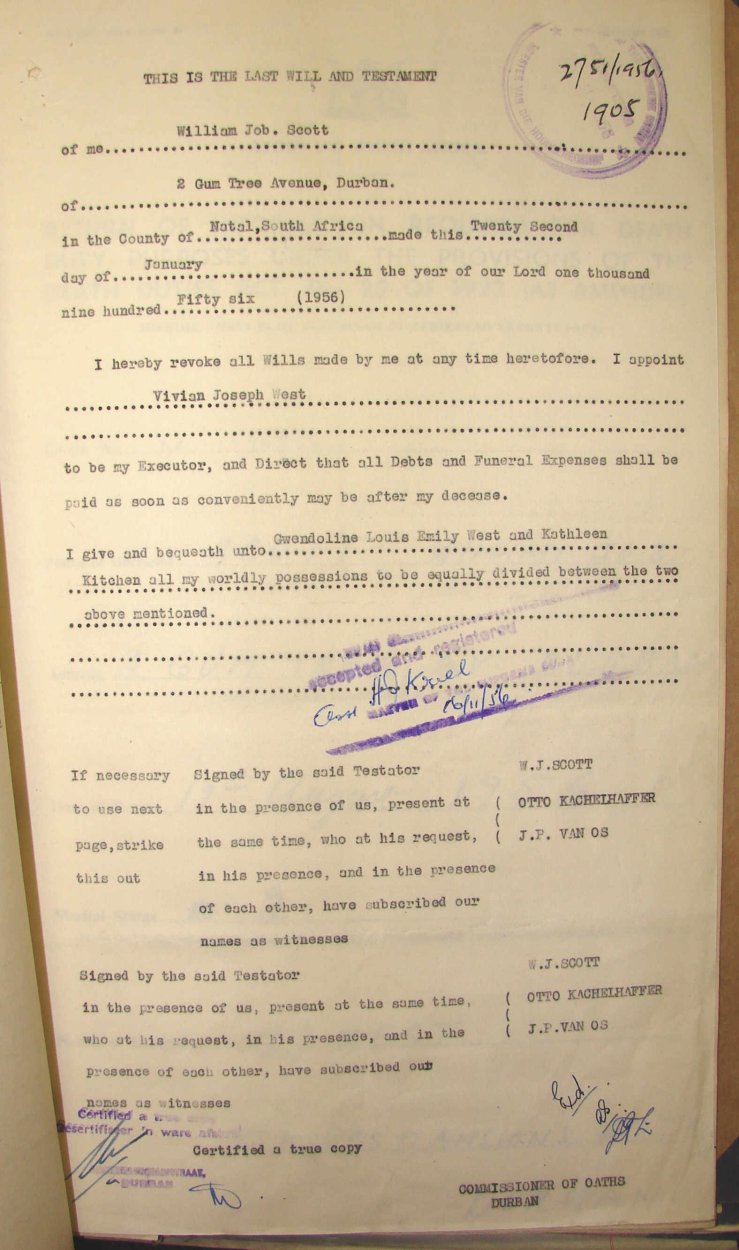 THIS IS THE LAST WILL AND TESTAMENT
2751/1956
1905
William Job. Scott
of me
2 Gum Tree Avenue, Durban.
of
in the County of Natal,South Africa made this Twenty Second
day of January in the year of our Lord one thousand
nine hundred Fifty six (1956)
I hereby revoke all Wills made by me at any time heretofore. I appoint
Vivian Joseph West
to be my Executor, and Direct that all Debts and Funeral Expenses shall be
paid as soon as conveniently may be after my decease.
I give and bequeath unto Gwendoline Louis Emily West and Kathleen
Kitchen all my worldly possessions to be equally divided between the two
above mentioned.
accepted and registered
Asst
MASTER OF
If necessary Signed by the said Testator W.J.SCOTT
to use next in the presence of us, present at ( OTTO KACHELHAFFER
(
page,strike the same time, who at his request, ( J.P. VAN OS
this out in his presence, and in the presence
of each other, have subscribed our
names as witnesses
W.J.SCOTT
Signed by the said Testator
in the presence of us, present at the same time, ( OTTO KACHELHAFFER
(
who at his request, in his presence, and in the ( J.P.VAN OS
presence of each other, have subscribed our
names as witnesses
Certified a true
Gesertifiseer 'n ware
Certified a true copy
DURBAN
Exd.
COMMISSIONER OF OATHS
DURBAN